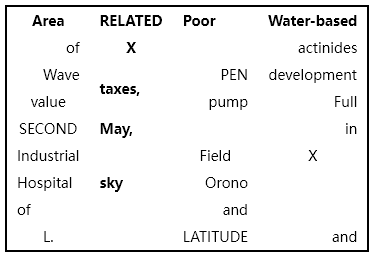 Area RELATED Poor Water-based
of X actinides
Wave PEN development
taxes,
value pump Full
SECOND May, in
Industrial Field X
Hospital sky Orono
of and
L. LATITUDE and